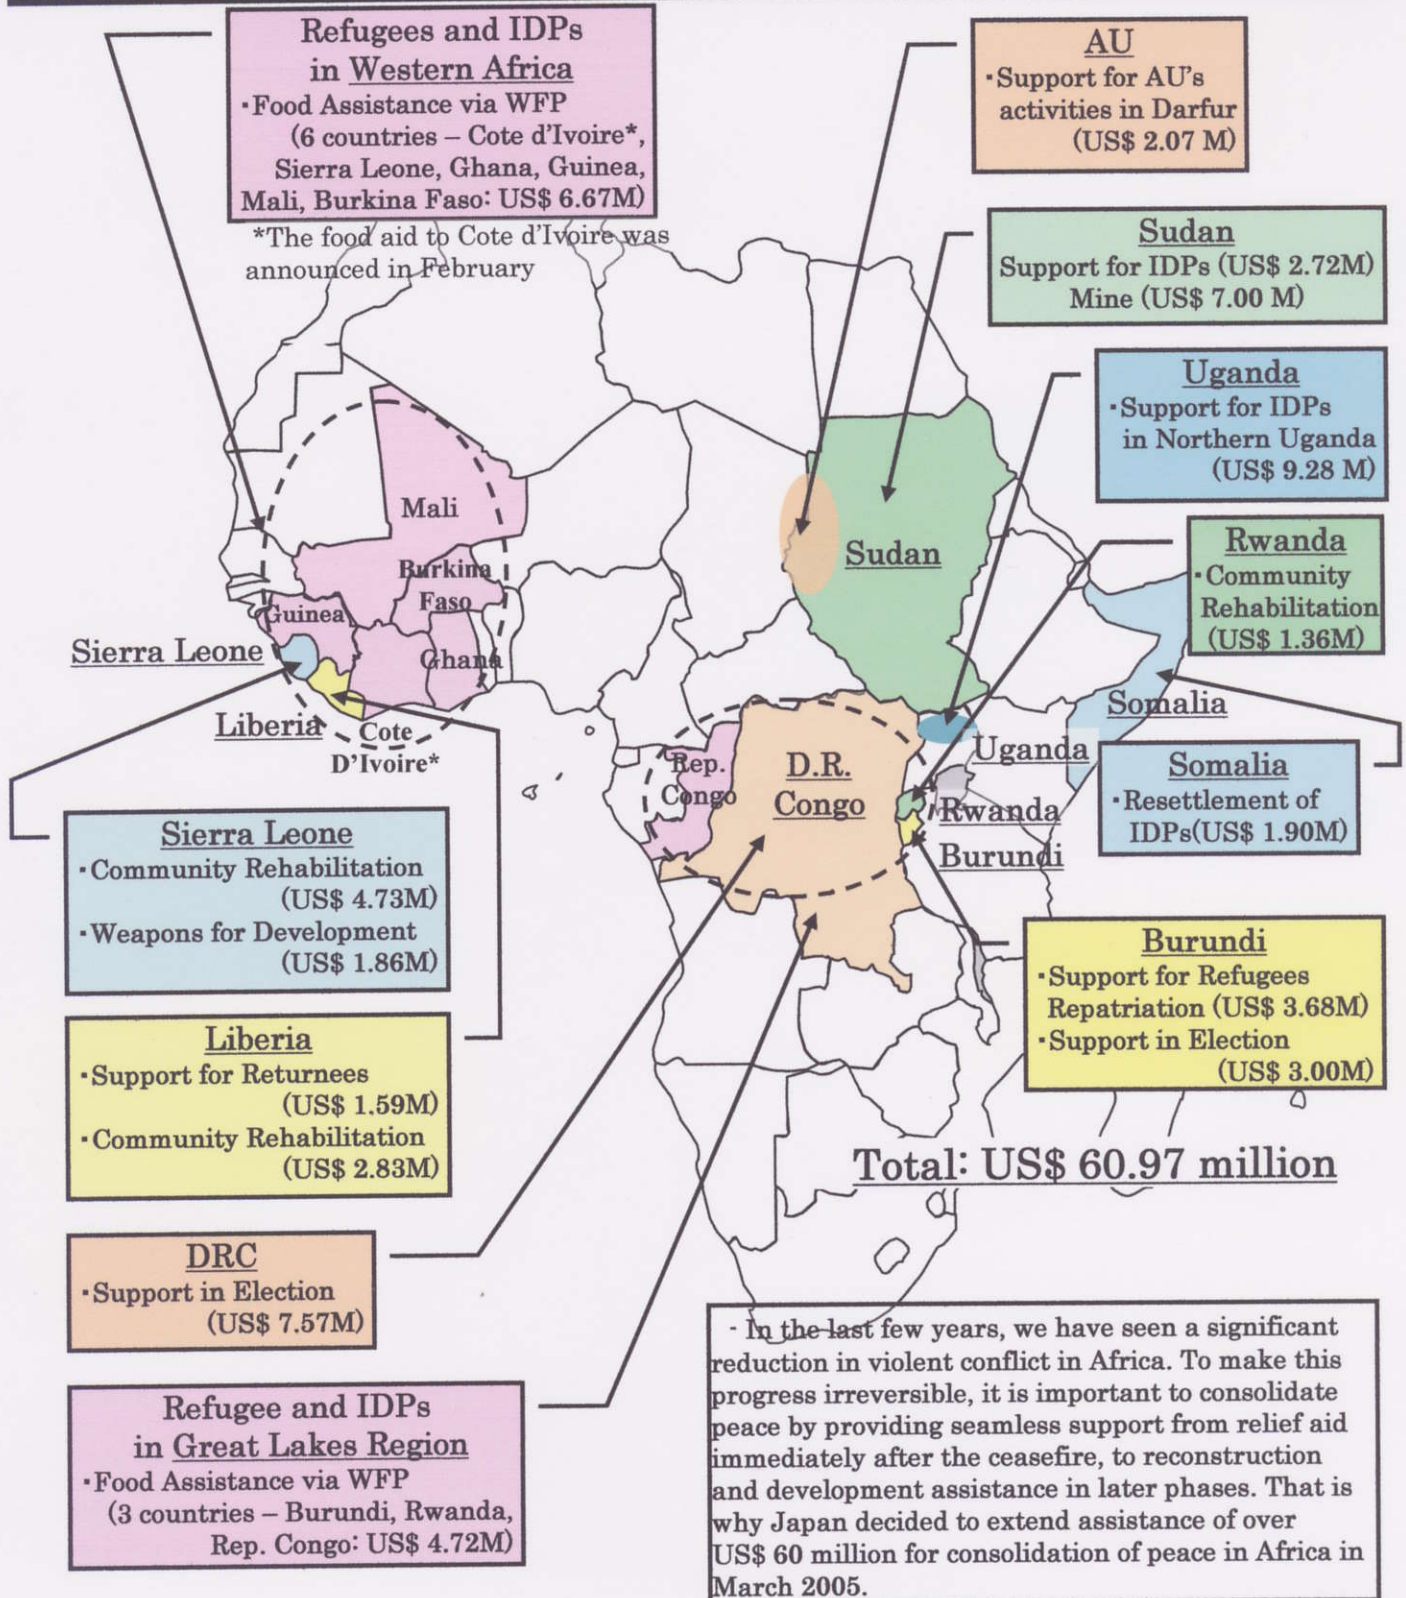 Refugees and IDPs
in Western Africa
▪Food Assistance via WFP
(6 countries – Cote d'Ivoire*,
Sierra Leone, Ghana, Guinea,
Mali, Burkina Faso: US$ 6.67M)
*The food aid to Cote d'Ivoire was
announced in February
AU
▪Support for AU's
activities in Darfur
(US$ 2.07 M)
Sudan
Support for IDPs (US$ 2.72M)
Mine (US$ 7.00 M)
Uganda
▪Support for IDPs
in Northern Uganda
(US$ 9.28 M)
Rwanda
▪Community
Rehabilitation
(US$ 1.36M)
Mali
Burkina
Faso
Guinea
Ghana
Sierra Leone
Liberia
Cote
D'Ivoire*
Sudan
Somalia
Uganda
Rep.
Congo
D.R.
Congo
Rwanda
Burundi
Somalia
▪Resettlement of
IDPs(US$ 1.90M)
Sierra Leone
▪Community Rehabilitation
(US$ 4.73M)
▪Weapons for Development
(US$ 1.86M)
Burundi
▪Support for Refugees
Repatriation (US$ 3.68M)
▪Support in Election
(US$ 3.00M)
Liberia
▪Support for Returnees
(US$ 1.59M)
▪Community Rehabilitation
(US$ 2.83M)
Total: US$ 60.97 million
DRC
▪Support in Election
(US$ 7.57M)
Refugee and IDPs
in Great Lakes Region
▪Food Assistance via WFP
(3 countries – Burundi, Rwanda,
Rep. Congo: US$ 4.72M)
- In the last few years, we have seen a significant
reduction in violent conflict in Africa. To make this
progress irreversible, it is important to consolidate
peace by providing seamless support from relief aid
immediately after the ceasefire, to reconstruction
and development assistance in later phases. That is
why Japan decided to extend assistance of over
US$ 60 million for consolidation of peace in Africa in
March 2005.